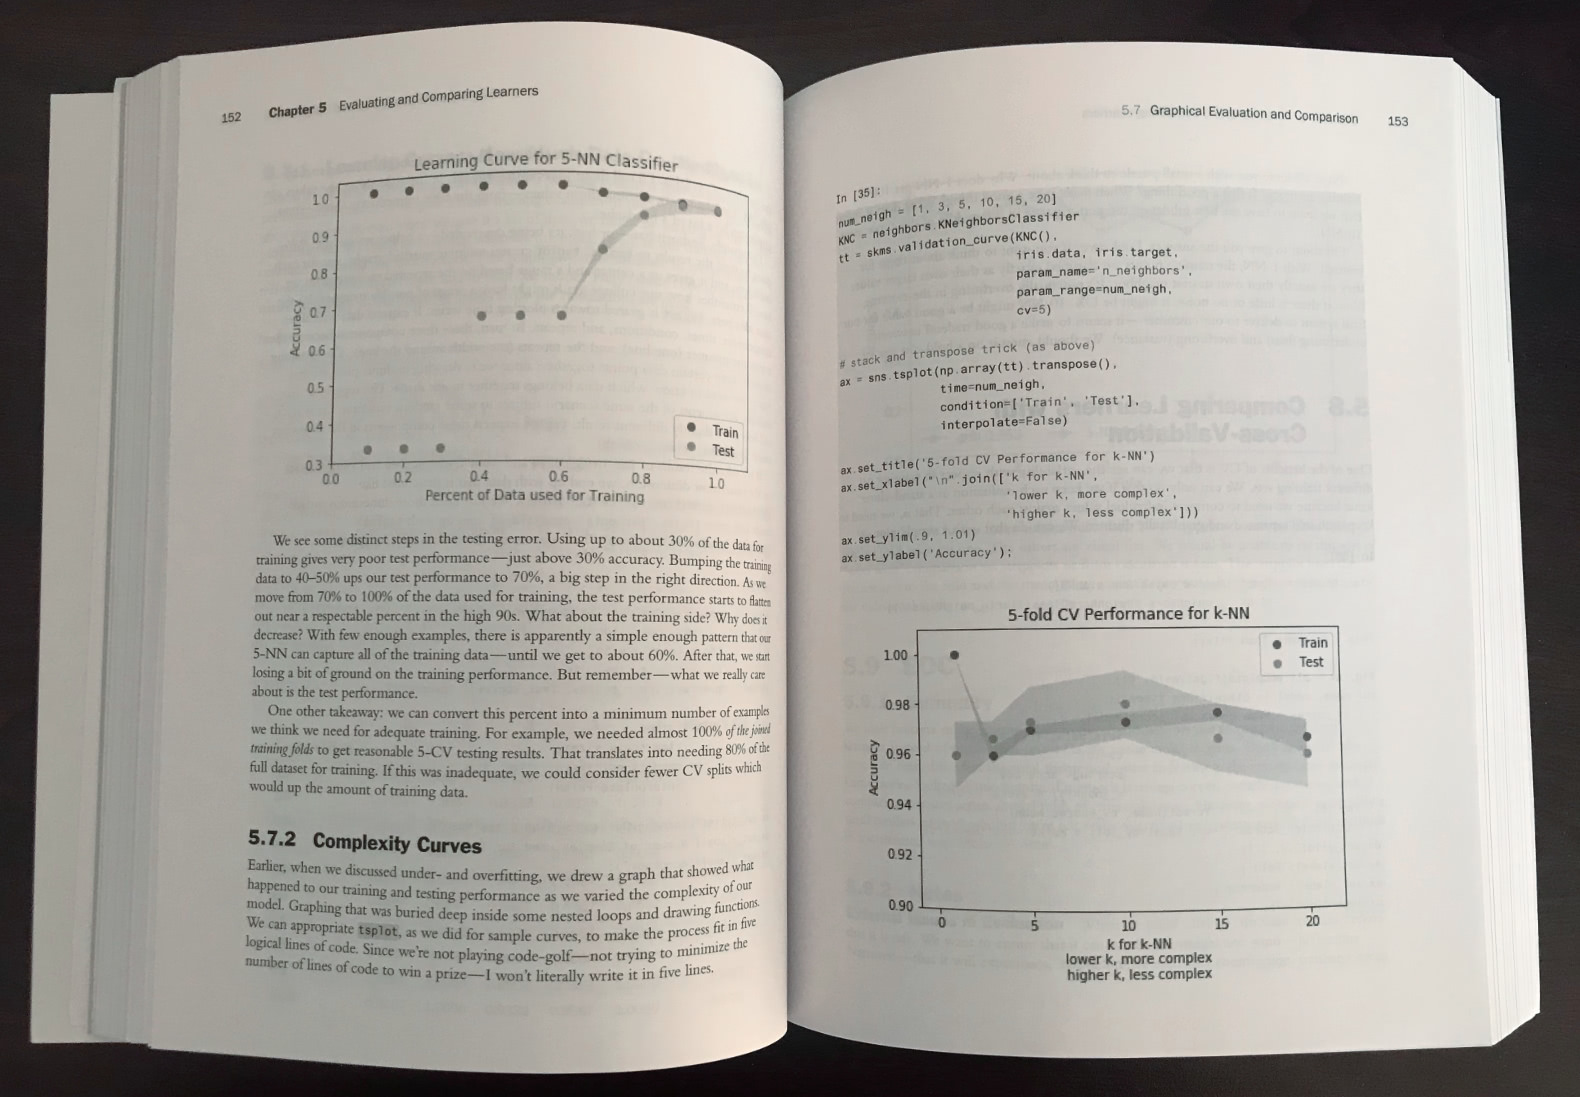 152 Chapter 5 Evaluating and Comparing Learners
Learning Curve for 5-NN Classifier
1.0
0.9
0.8
0.7
0.6
0.5
0.4
0.3
Accuracy
Train
Test
0.0 0.2 0.4 0.6 0.8 1.0
Percent of Data used for Training
We see some distinct steps in the testing error. Using up to about 30% of the data for
training gives very poor test performance—just above 30% accuracy. Bumping the training
data to 40–50% ups our test performance to 70%, a big step in the right direction. As we
move from 70% to 100% of the data used for training, the test performance starts to flatten
out near a respectable percent in the high 90s. What about the training side? Why does it
decrease? With few enough examples, there is apparently a simple enough pattern that our
5-NN can capture all of the training data—until we get to about 60%. After that, we start
losing a bit of ground on the training performance. But remember—what we really care
about is the test performance.
One other takeaway: we can convert this percent into a minimum number of examples
we think we need for adequate training. For example, we needed almost 100% of the joined
training folds to get reasonable 5-CV testing results. That translates into needing 80% of the
full dataset for training. If this was inadequate, we could consider fewer CV splits which
would up the amount of training data.
5.7.2 Complexity Curves
Earlier, when we discussed under- and overfitting, we drew a graph that showed what
happened to our training and testing performance as we varied the complexity of our
model. Graphing that was buried deep inside some nested loops and drawing functions.
We can appropriate tsplot, as we did for sample curves, to make the process fit in five
logical lines of code. Since we're not playing code-golf—not trying to minimize the
number of lines of code to win a prize—I won't literally write it in five lines.
5.7 Graphical Evaluation and Comparison 153
In [35]:
num_neigh = [1, 3, 5, 10, 15, 20]
KNC = neighbors.KNeighborsClassifier
tt = skms.validation_curve(KNC(),
iris.data, iris.target,
param_name='n_neighbors',
param_range=num_neigh,
cv=5)
# stack and transpose trick (as above)
ax = sns.tsplot(np.array(tt).transpose(),
time=num_neigh,
condition=['Train', 'Test'],
interpolate=False)
ax.set_title('5-fold CV Performance for k-NN')
ax.set_xlabel("\n".join(['k for k-NN',
'lower k, more complex',
'higher k, less complex']))
ax.set_ylim(.9, 1.01)
ax.set_ylabel('Accuracy');
5-fold CV Performance for k-NN
Train
Test
1.00
0.98
0.96
0.94
0.92
0.90
Accuracy
0 5 10 15 20
k for k-NN
lower k, more complex
higher k, less complex